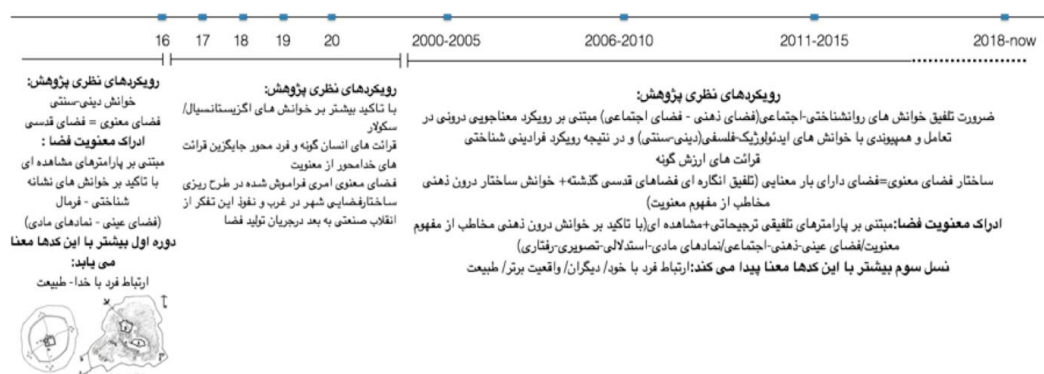 16 17 18 19 20 2000-2005 2006-2010 2011-2015 2018-now
رویکردهای نظری پژوهش:
خوانش دینی-سنتی
فضای معنوی = فضای قدسی
ادراک معنویت فضا :
مبتنی بر پارامترهای مشاهده ای
با تاکید بر خوانش های نشانه
شناختی - فرمال
(فضای عینی - نمادهای مادی)
دوره اول بیشتر با این کدها معنا
می یابد:
ارتباط فرد با خدا- طبیعت
رویکردهای نظری پژوهش:
با تاکید بیشتر بر خوانش های اگزیستانسیال/
سکولار
قرائت های انسان گونه و فرد محور جایگزین قرائت
های خدامحور از معنویت
فضای معنوی امری فراموش شده در طرح ریزی
ساختارفضایی شهر در غرب و نفوذ این تفکر از
انقلاب صنعتی به بعد درجریان تولید فضا
رویکردهای نظری پژوهش:
ضرورت تلفیق خوانش های روانشناختی-اجتماعی(فضای ذهنی - فضای اجتماعی) مبتنی بر رویکرد معناجویی درونی در
تعامل و همپیوندی با خوانش های ایدئولوژیک-فلسفی(دینی-سنتی) و در نتیجه رویکرد فرادینی شناختی
قرائت های ارزش گونه
ساختار فضای معنوی=فضای دارای بار معنایی (تلفیق انگاره ای فضاهای قدسی گذشته+ خوانش ساختار درون ذهنی
مخاطب از مفهوم معنویت)
ادراک معنویت فضا:مبتنی بر پارامترهای تلفیقی ترجیحاتی+مشاهده ای(با تاکید بر خوانش درون ذهنی مخاطب از مفهوم
معنویت/فضای عینی-ذهنی-اجتماعی/نمادهای مادی-استدلالی-تصویری-رفتاری)
نسل سوم بیشتر با این کدها معنا پیدا می کند:ارتباط فرد با خود/ دیگران/ واقعیت برتر/ طبیعت